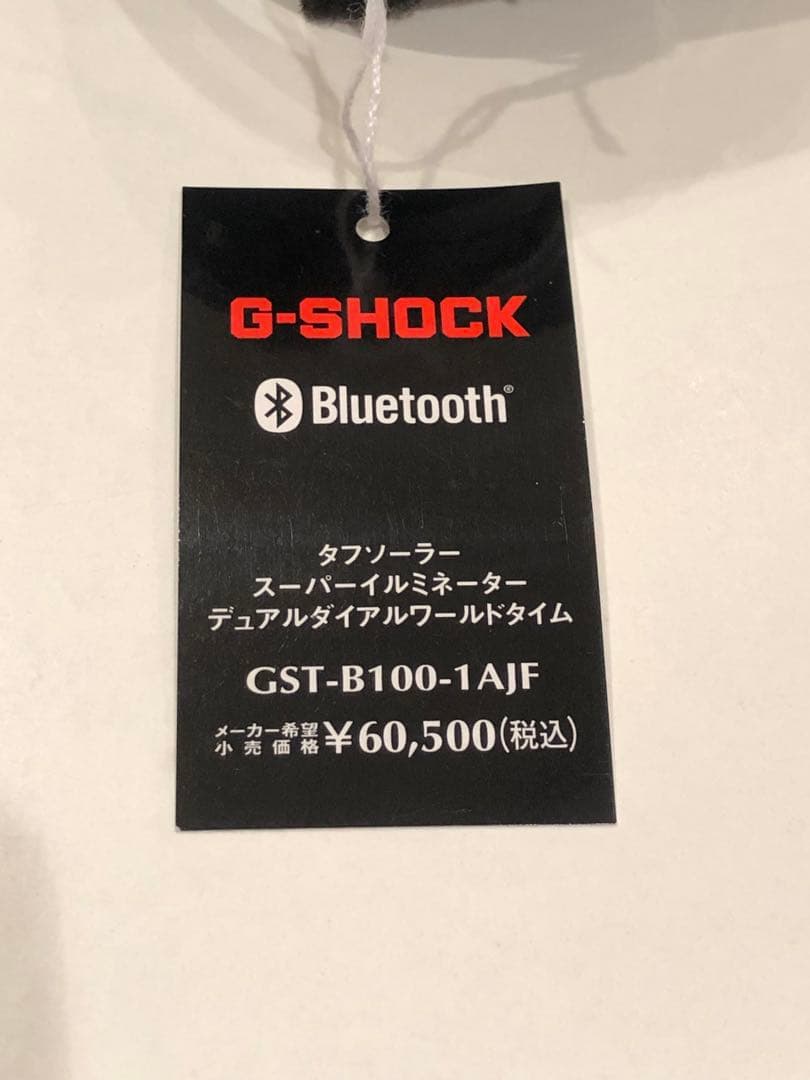 G-SHOCK
Bluetooth®
タフソーラー
スーパーイルミネーター
デュアルダイアルワールドタイム
GST-B100-1AJF
メーカー希望小売価格 ¥60,500(税込)